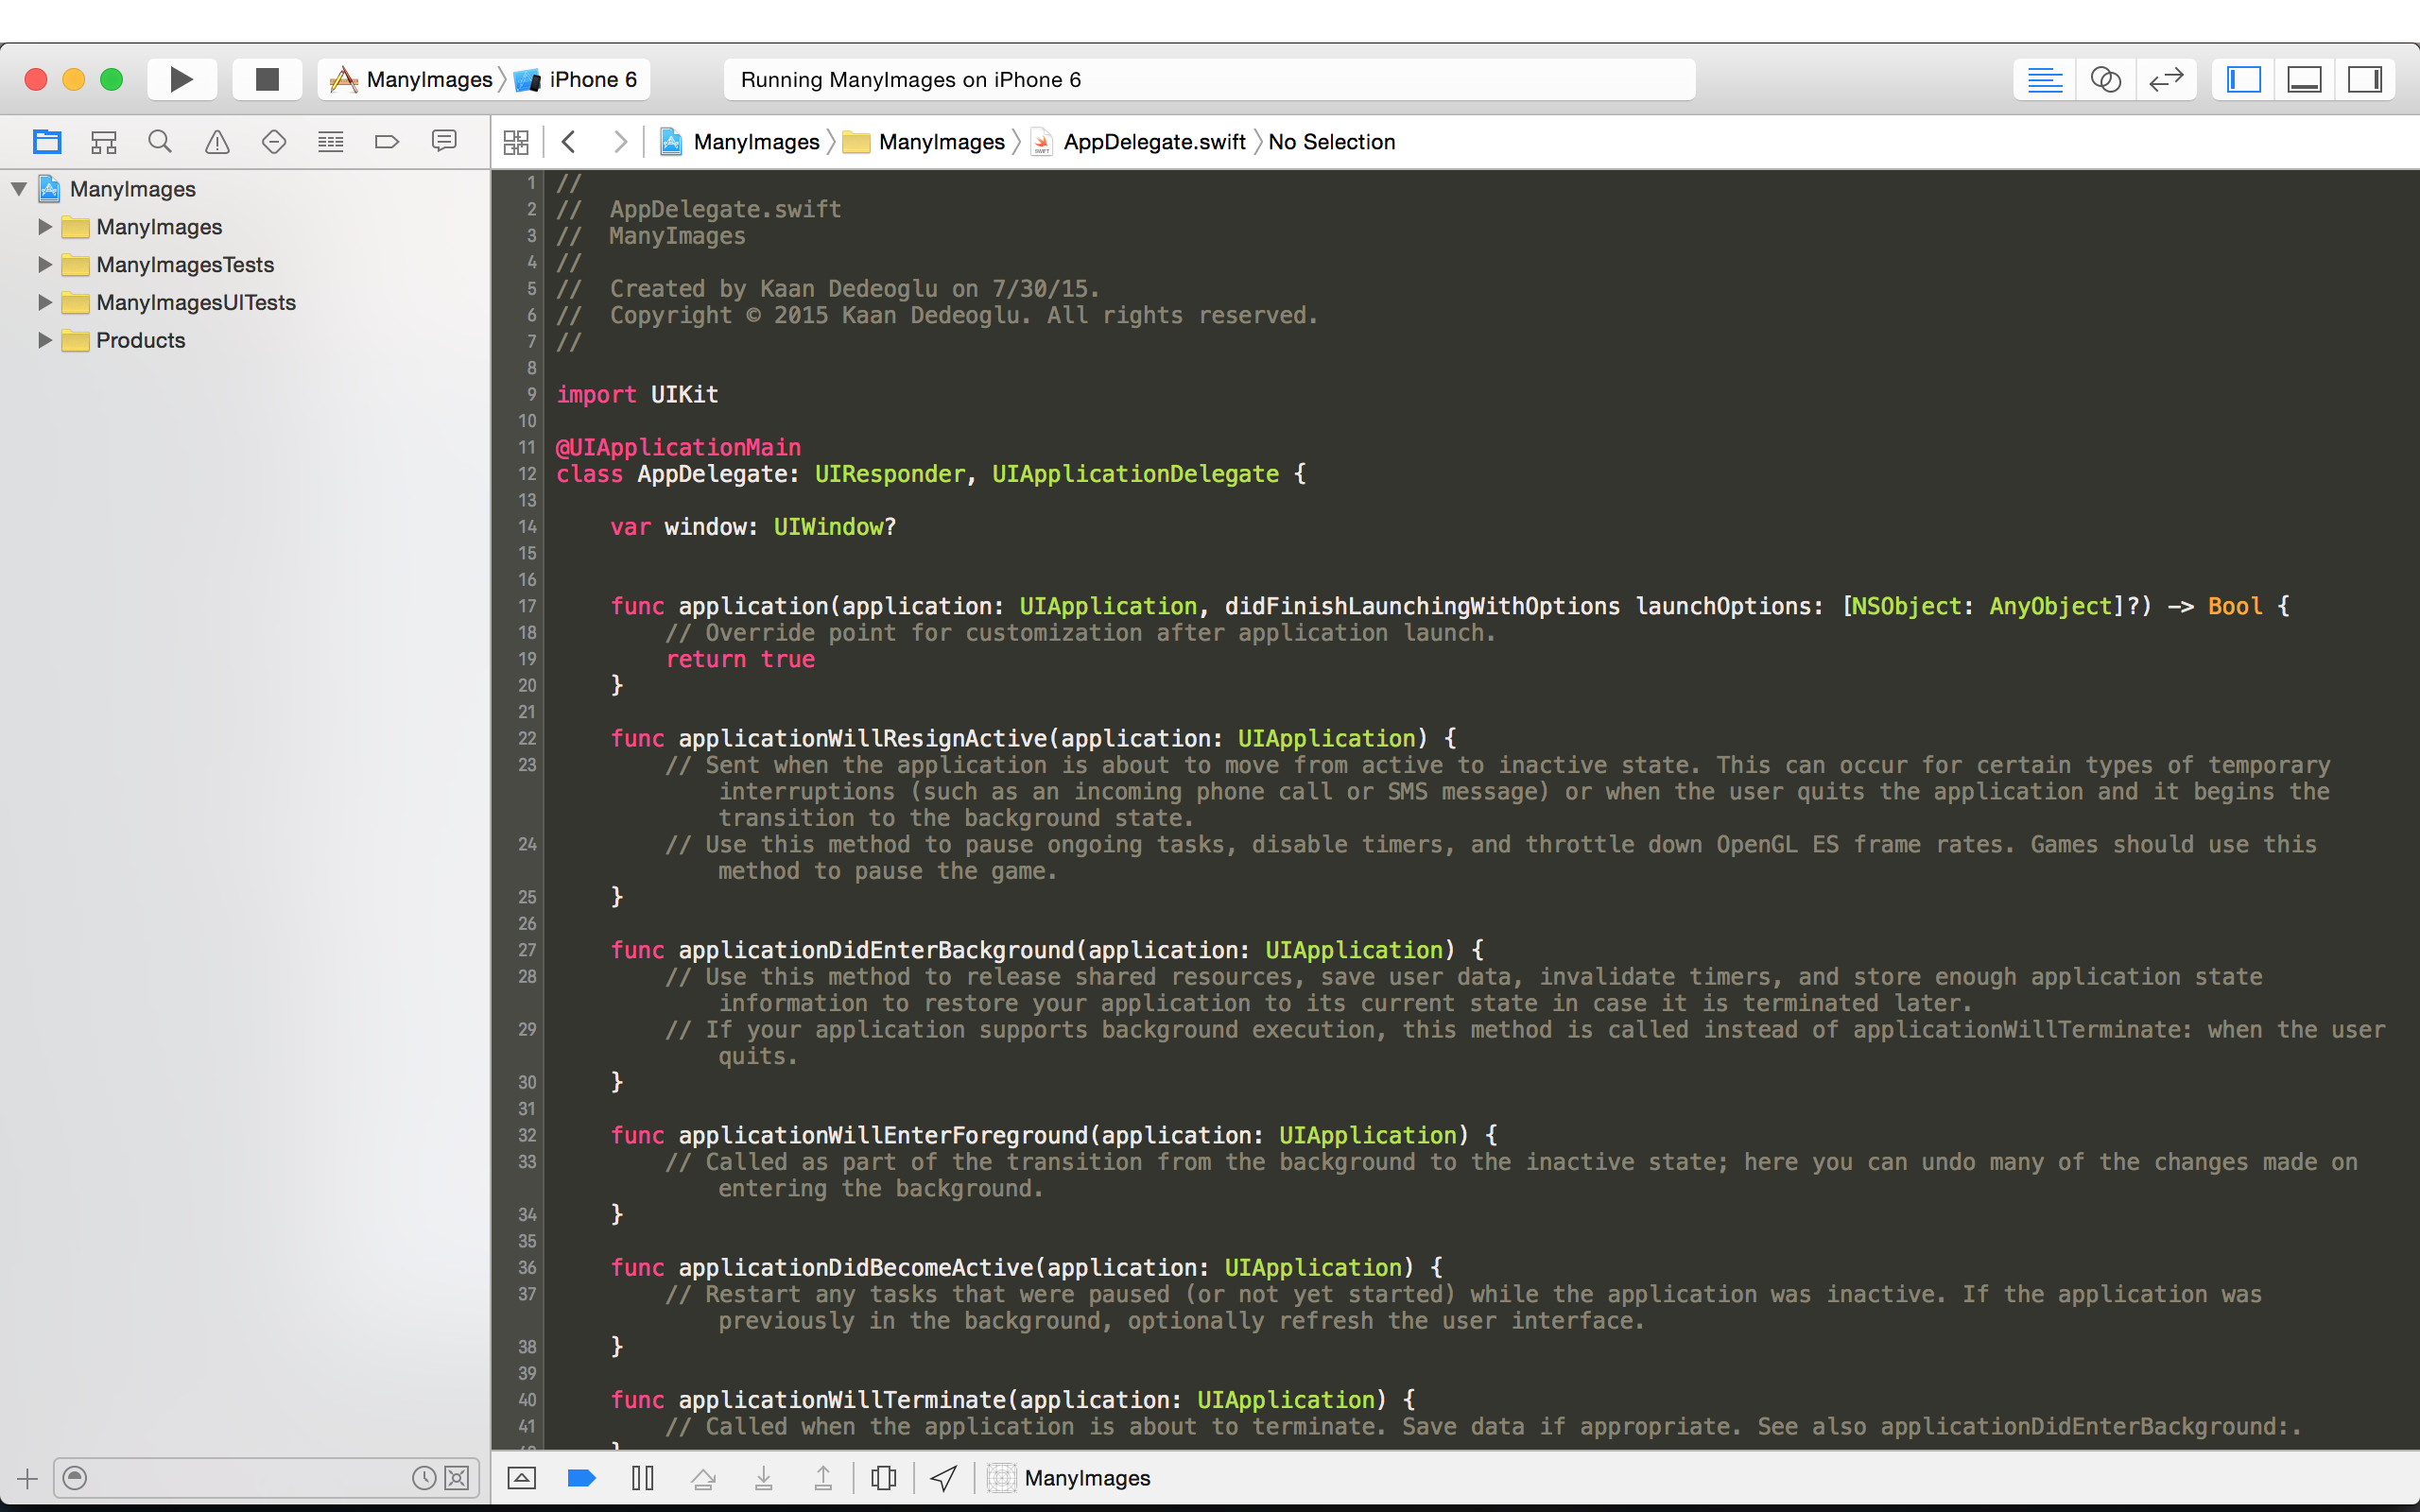 ManyImages iPhone 6
Running ManyImages on iPhone 6
ManyImages ManyImages AppDelegate.swift No Selection
ManyImages
ManyImages
ManyImagesTests
ManyImagesUITests
Products
1 //
2 //  AppDelegate.swift
3 //  ManyImages
4 //
5 //  Created by Kaan Dedeoglu on 7/30/15.
6 //  Copyright © 2015 Kaan Dedeoglu. All rights reserved.
7 //
8
9 import UIKit
10
11 @UIApplicationMain
12 class AppDelegate: UIResponder, UIApplicationDelegate {
13
14     var window: UIWindow?
15
16
17     func application(application: UIApplication, didFinishLaunchingWithOptions launchOptions: [NSObject: AnyObject]?) -> Bool {
18         // Override point for customization after application launch.
19         return true
20     }
21
22     func applicationWillResignActive(application: UIApplication) {
23         // Sent when the application is about to move from active to inactive state. This can occur for certain types of temporary
interruptions (such as an incoming phone call or SMS message) or when the user quits the application and it begins the
transition to the background state.
24         // Use this method to pause ongoing tasks, disable timers, and throttle down OpenGL ES frame rates. Games should use this
method to pause the game.
25     }
26
27     func applicationDidEnterBackground(application: UIApplication) {
28         // Use this method to release shared resources, save user data, invalidate timers, and store enough application state
information to restore your application to its current state in case it is terminated later.
29         // If your application supports background execution, this method is called instead of applicationWillTerminate: when the user
quits.
30     }
31
32     func applicationWillEnterForeground(application: UIApplication) {
33         // Called as part of the transition from the background to the inactive state; here you can undo many of the changes made on
entering the background.
34     }
35
36     func applicationDidBecomeActive(application: UIApplication) {
37         // Restart any tasks that were paused (or not yet started) while the application was inactive. If the application was
previously in the background, optionally refresh the user interface.
38     }
39
40     func applicationWillTerminate(application: UIApplication) {
41         // Called when the application is about to terminate. Save data if appropriate. See also applicationDidEnterBackground:.
ManyImages